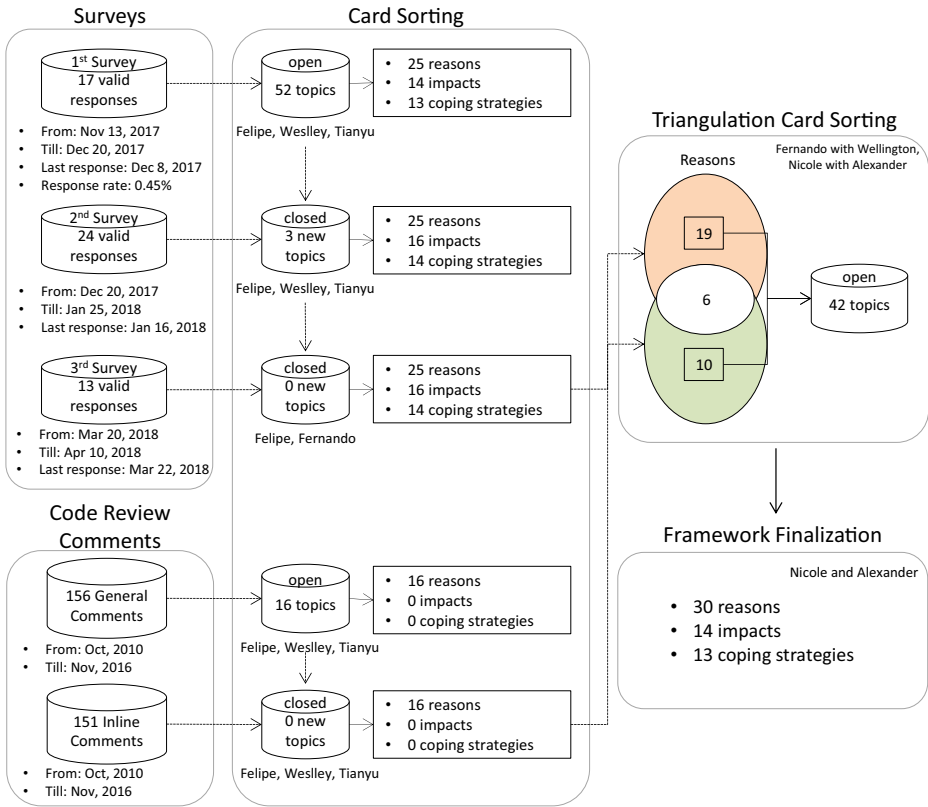 Surveys
1st Survey
17 valid
responses
• From: Nov 13, 2017
• Till: Dec 20, 2017
• Last response: Dec 8, 2017
• Response rate: 0.45%
2nd Survey
24 valid
responses
• From: Dec 20, 2017
• Till: Jan 25, 2018
• Last response: Jan 16, 2018
3rd Survey
13 valid
responses
• From: Mar 20, 2018
• Till: Apr 10, 2018
• Last response: Mar 22, 2018
Code Review
Comments
156 General
Comments
• From: Oct, 2010
• Till: Nov, 2016
151 Inline
Comments
• From: Oct, 2010
• Till: Nov, 2016
Card Sorting
open
52 topics
Felipe, Weslley, Tianyu
• 25 reasons
• 14 impacts
• 13 coping strategies
closed
3 new
topics
Felipe, Weslley, Tianyu
• 25 reasons
• 16 impacts
• 14 coping strategies
closed
0 new
topics
Felipe, Fernando
• 25 reasons
• 16 impacts
• 14 coping strategies
open
16 topics
Felipe, Weslley, Tianyu
• 16 reasons
• 0 impacts
• 0 coping strategies
closed
0 new
topics
Felipe, Weslley, Tianyu
• 16 reasons
• 0 impacts
• 0 coping strategies
Triangulation Card Sorting
Fernando with Wellington,
Nicole with Alexander
Reasons
19
6
10
open
42 topics
Framework Finalization
Nicole and Alexander
• 30 reasons
• 14 impacts
• 13 coping strategies